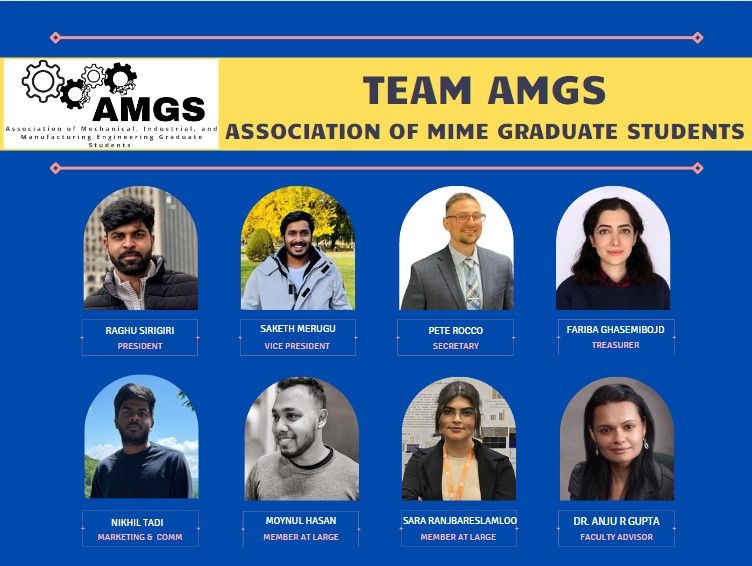 AMGS
Association of Mechanical, Industrial, and
Manufacturing Engineering Graduate
Students
TEAM AMGS
ASSOCIATION OF MIME GRADUATE STUDENTS
RAGHU SIRIGIRI
PRESIDENT
SAKETH MERUGU
VICE PRESIDENT
PETE ROCCO
SECRETARY
FARIBA GHASEMIBOJD
TREASURER
NIKHIL TADI
MARKETING & COMM
MOYNUL HASAN
MEMBER AT LARGE
SARA RANJBARESLAMLOO
MEMBER AT LARGE
DR. ANJU R GUPTA
FACULTY ADVISOR